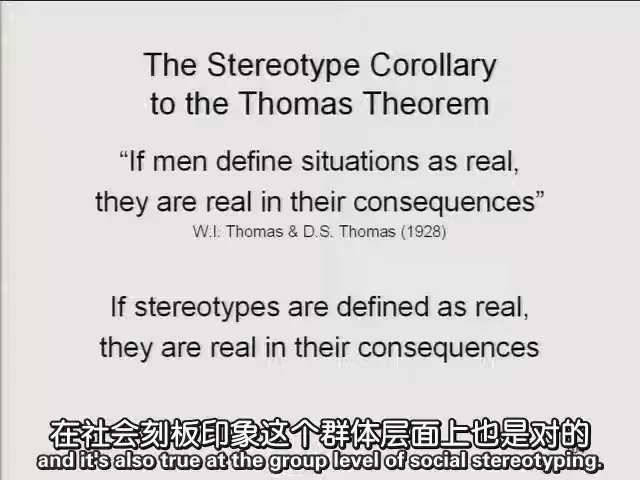 The Stereotype Corollary
to the Thomas Theorem
“If men define situations as real,
they are real in their consequences”
W.I. Thomas & D.S. Thomas (1928)
If stereotypes are defined as real,
they are real in their consequences
在社会刻板印象这个群体层面上也是对的
and it's also true at the group level of social stereotyping.